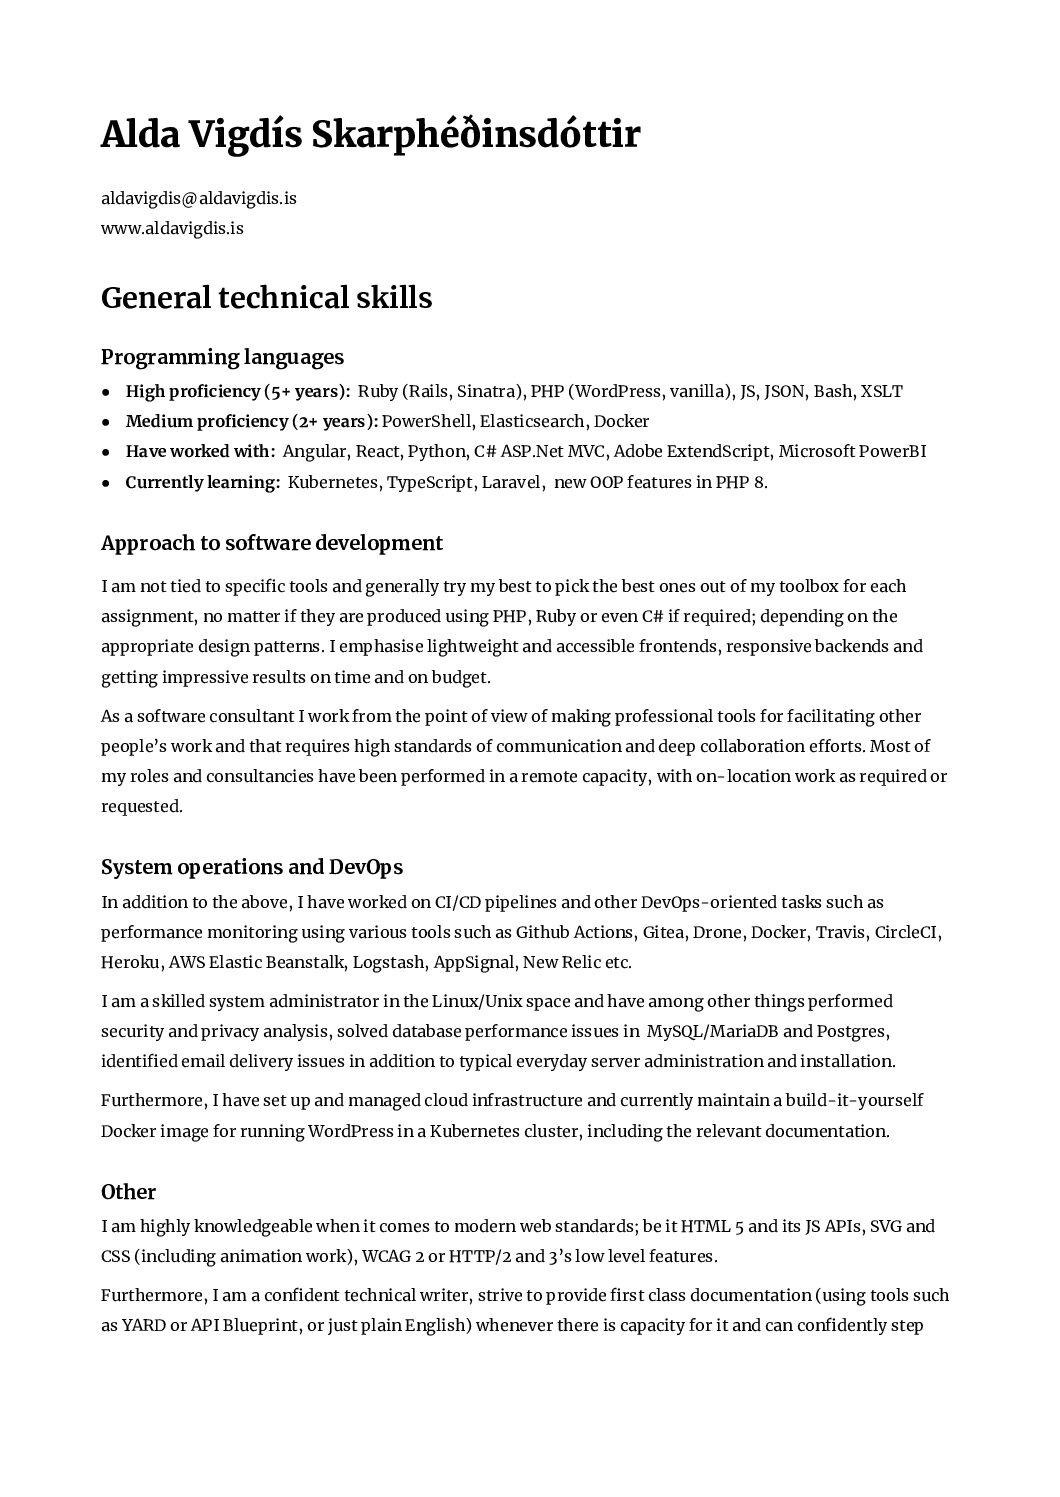 Alda Vigdís Skarphéðinsdóttir
aldavigdis@aldavigdis.is
www.aldavigdis.is
General technical skills
Programming languages
● High proficiency (5+ years): Ruby (Rails, Sinatra), PHP (WordPress, vanilla), JS, JSON, Bash, XSLT
● Medium proficiency (2+ years): PowerShell, Elasticsearch, Docker
● Have worked with: Angular, React, Python, C# ASP.Net MVC, Adobe ExtendScript, Microsoft PowerBI
● Currently learning: Kubernetes, TypeScript, Laravel, new OOP features in PHP 8.
Approach to software development
I am not tied to specific tools and generally try my best to pick the best ones out of my toolbox for each
assignment, no matter if they are produced using PHP, Ruby or even C# if required; depending on the
appropriate design patterns. I emphasise lightweight and accessible frontends, responsive backends and
getting impressive results on time and on budget.
As a software consultant I work from the point of view of making professional tools for facilitating other
people’s work and that requires high standards of communication and deep collaboration efforts. Most of
my roles and consultancies have been performed in a remote capacity, with on-location work as required or
requested.
System operations and DevOps
In addition to the above, I have worked on CI/CD pipelines and other DevOps-oriented tasks such as
performance monitoring using various tools such as Github Actions, Gitea, Drone, Docker, Travis, CircleCI,
Heroku, AWS Elastic Beanstalk, Logstash, AppSignal, New Relic etc.
I am a skilled system administrator in the Linux/Unix space and have among other things performed
security and privacy analysis, solved database performance issues in MySQL/MariaDB and Postgres,
identified email delivery issues in addition to typical everyday server administration and installation.
Furthermore, I have set up and managed cloud infrastructure and currently maintain a build-it-yourself
Docker image for running WordPress in a Kubernetes cluster, including the relevant documentation.
Other
I am highly knowledgeable when it comes to modern web standards; be it HTML 5 and its JS APIs, SVG and
CSS (including animation work), WCAG 2 or HTTP/2 and 3’s low level features.
Furthermore, I am a confident technical writer, strive to provide first class documentation (using tools such
as YARD or API Blueprint, or just plain English) whenever there is capacity for it and can confidently step